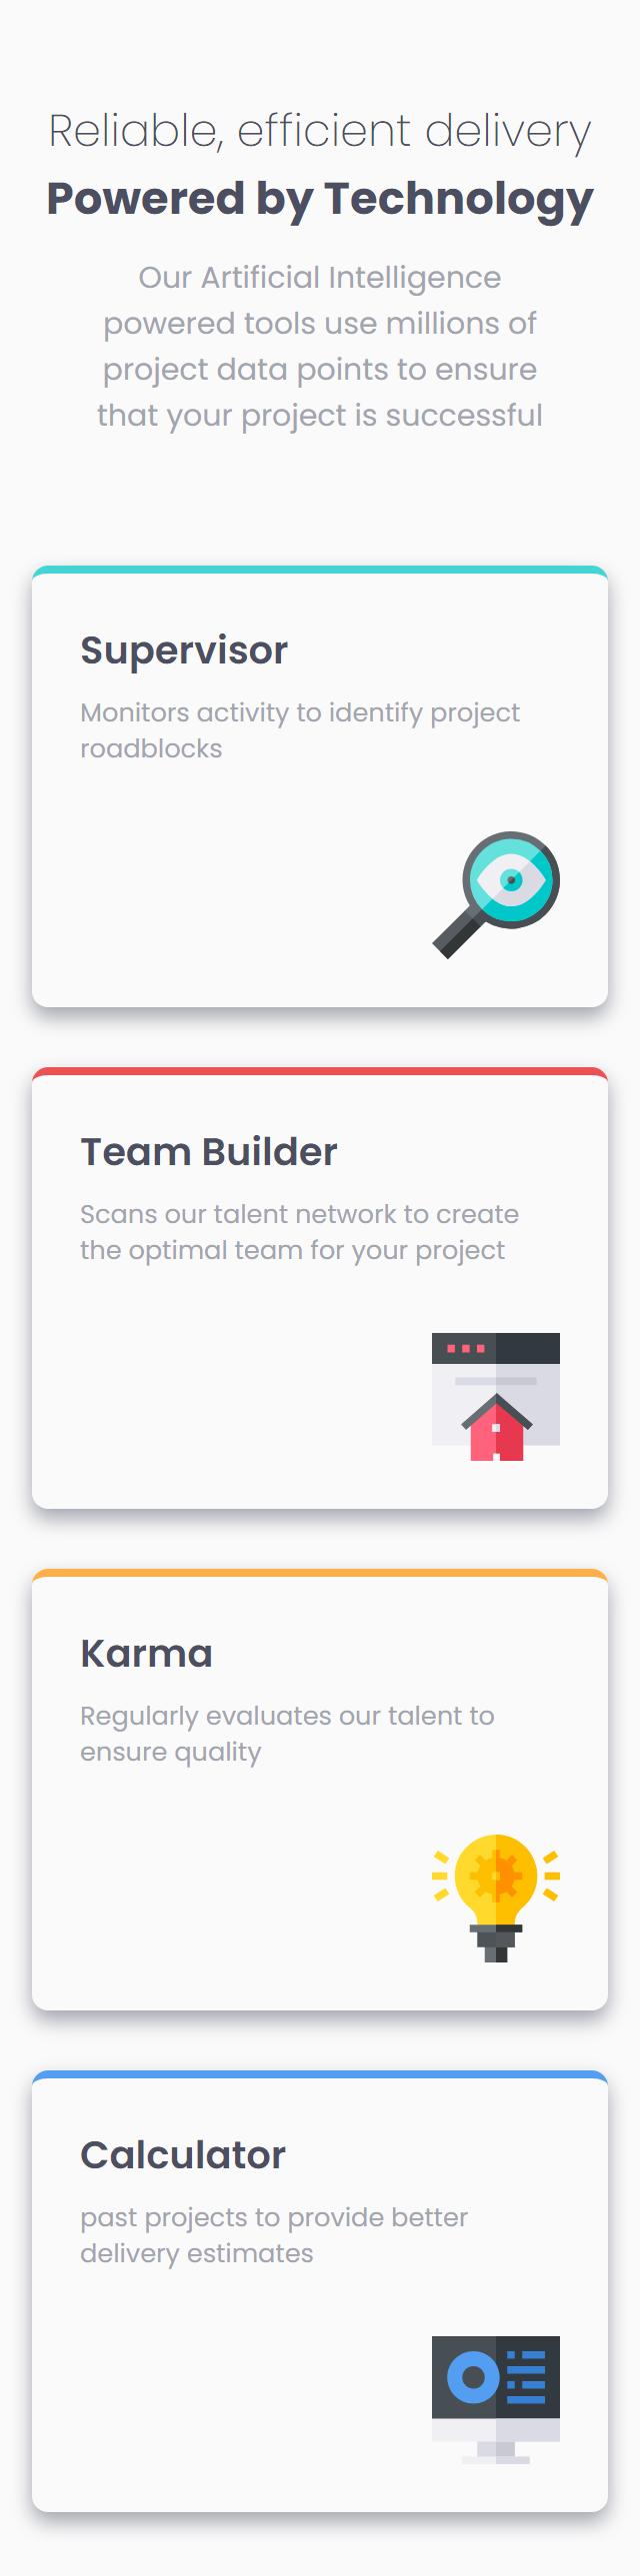 Reliable, efficient delivery
Powered by Technology
Our Artificial Intelligence
powered tools use millions of
project data points to ensure
that your project is successful
Supervisor
Monitors activity to identify project
roadblocks
Team Builder
Scans our talent network to create
the optimal team for your project
Karma
Regularly evaluates our talent to
ensure quality
Calculator
past projects to provide better
delivery estimates